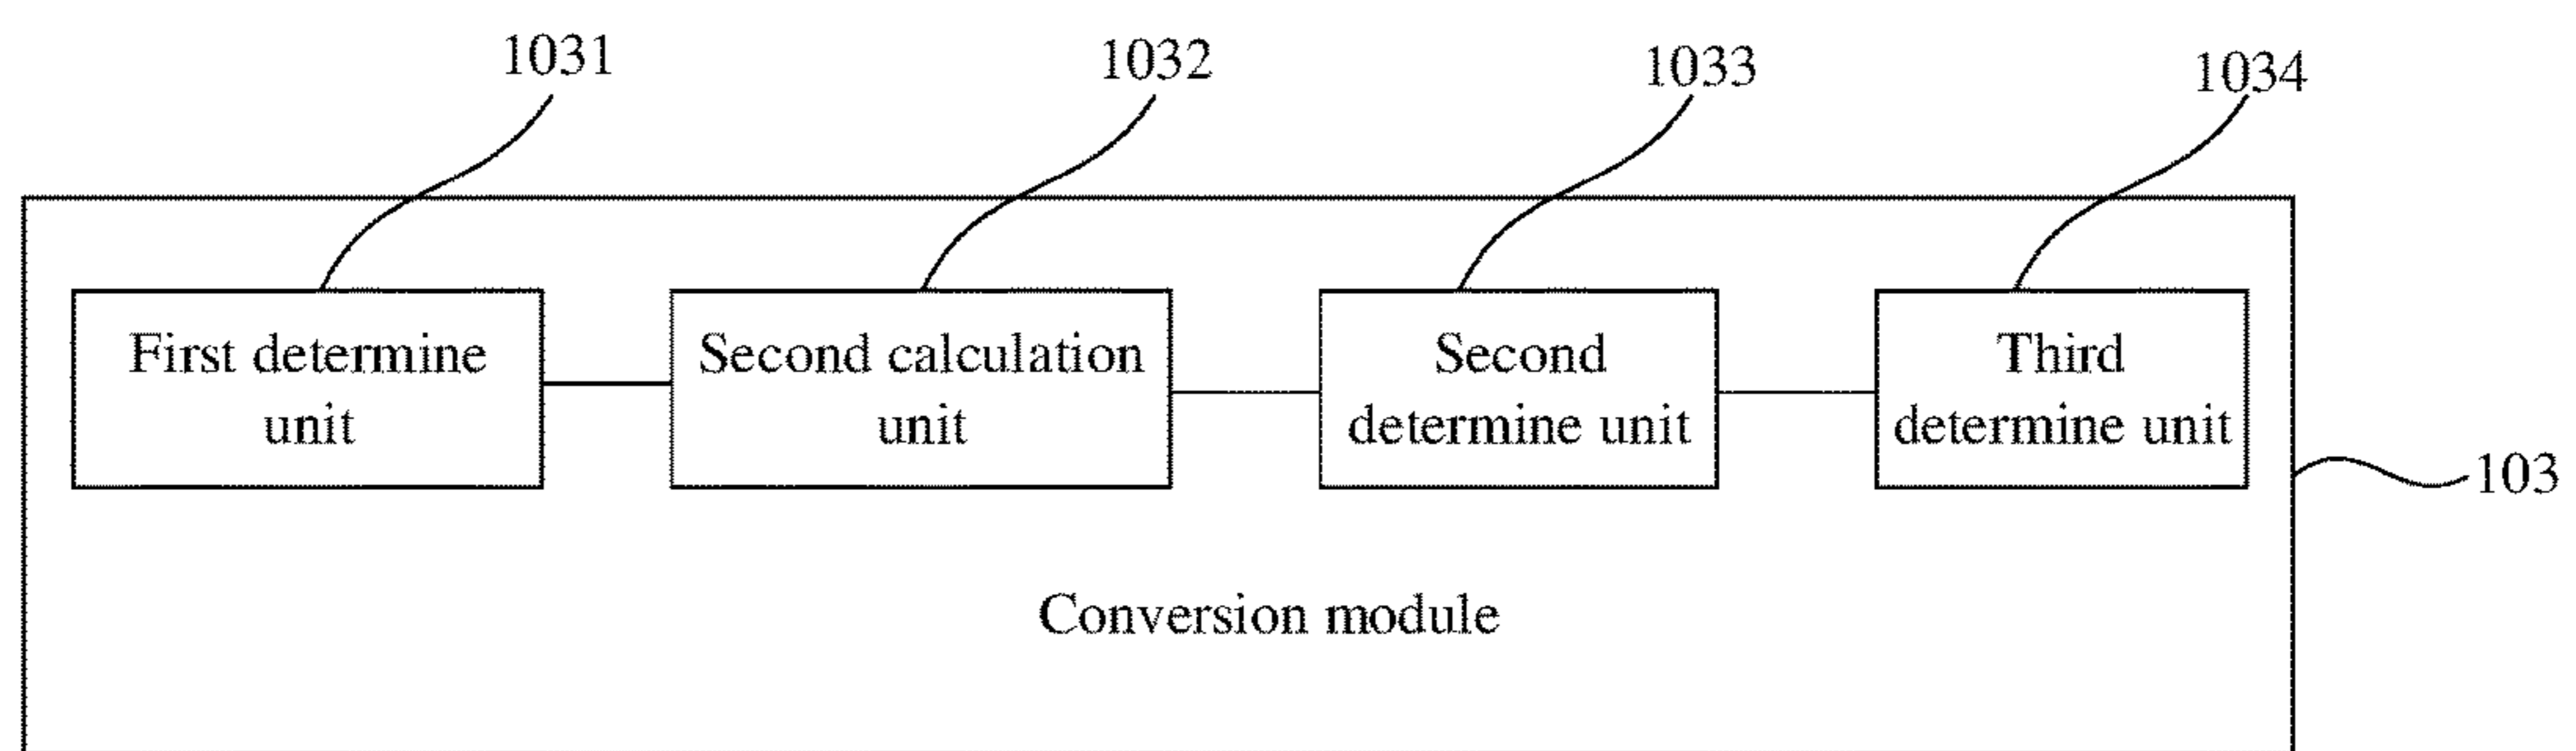 1031
1032
1033
1034
First determine
unit
Second calculation
unit
Second
determine unit
Third
determine unit
103
Conversion module